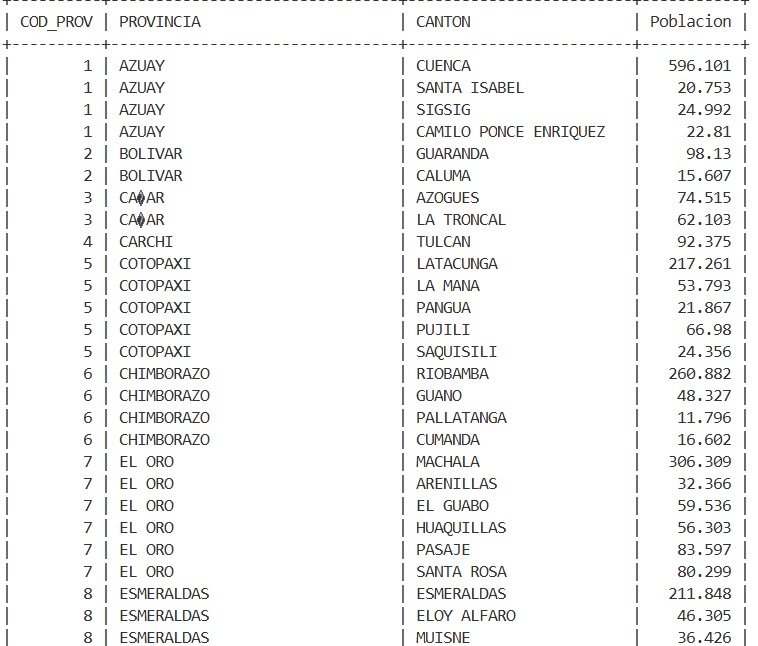 | COD_PROV | PROVINCIA | CANTON | Poblacion |
| 1 | AZUAY | CUENCA | 596.101 |
| 1 | AZUAY | SANTA ISABEL | 20.753 |
| 1 | AZUAY | SIGSIG | 24.992 |
| 1 | AZUAY | CAMILO PONCE ENRIQUEZ | 22.81 |
| 2 | BOLIVAR | GUARANDA | 98.13 |
| 2 | BOLIVAR | CALUMA | 15.607 |
| 3 | CA�AR | AZOGUES | 74.515 |
| 3 | CA�AR | LA TRONCAL | 62.103 |
| 4 | CARCHI | TULCAN | 92.375 |
| 5 | COTOPAXI | LATACUNGA | 217.261 |
| 5 | COTOPAXI | LA MANA | 53.793 |
| 5 | COTOPAXI | PANGUA | 21.867 |
| 5 | COTOPAXI | PUJILI | 66.98 |
| 5 | COTOPAXI | SAQUISILI | 24.356 |
| 6 | CHIMBORAZO | RIOBAMBA | 260.882 |
| 6 | CHIMBORAZO | GUANO | 48.327 |
| 6 | CHIMBORAZO | PALLATANGA | 11.796 |
| 6 | CHIMBORAZO | CUMANDA | 16.602 |
| 7 | EL ORO | MACHALA | 306.309 |
| 7 | EL ORO | ARENILLAS | 32.366 |
| 7 | EL ORO | EL GUABO | 59.536 |
| 7 | EL ORO | HUAQUILLAS | 56.303 |
| 7 | EL ORO | PASAJE | 83.597 |
| 7 | EL ORO | SANTA ROSA | 80.299 |
| 8 | ESMERALDAS | ESMERALDAS | 211.848 |
| 8 | ESMERALDAS | ELOY ALFARO | 46.305 |
| 8 | ESMERALDAS | MUISNE | 36.426 |